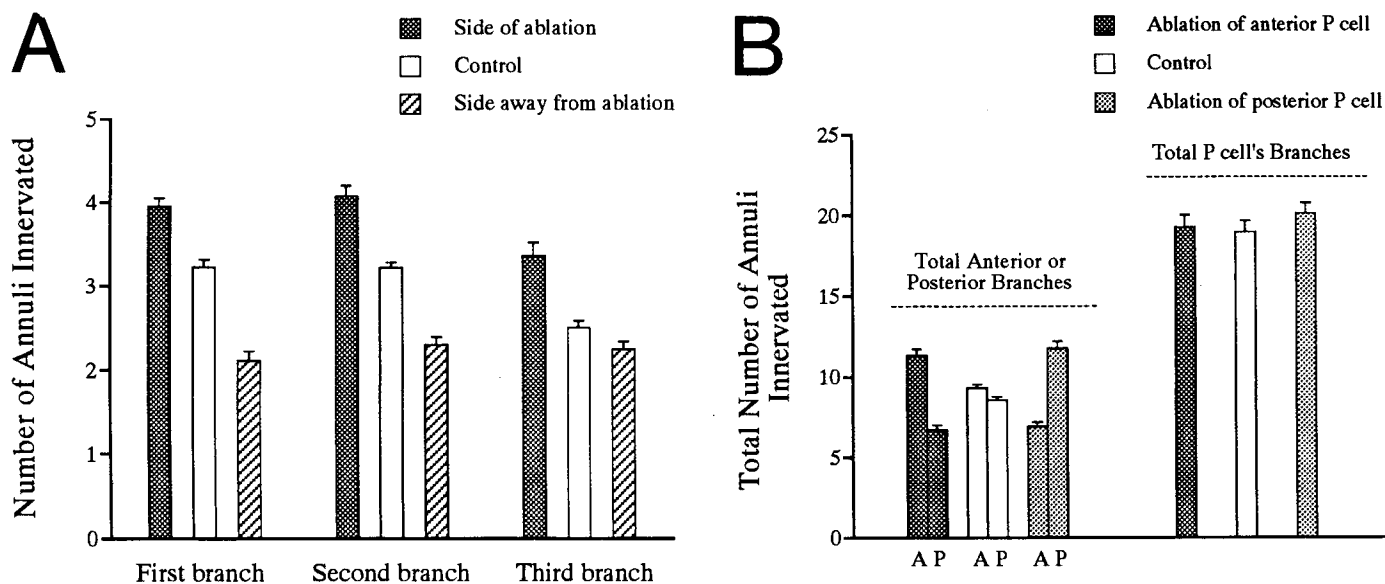 A
Side of ablation
Control
Side away from ablation
Number of Annuli Innervated
5
4
3
2
1
0
First branch
Second branch
Third branch
B
Ablation of anterior P cell
Control
Ablation of posterior P cell
Total Number of Annuli
Innervated
25
20
15
10
5
0
Total P cell's Branches
Total Anterior or
Posterior Branches
A P
A P
A P